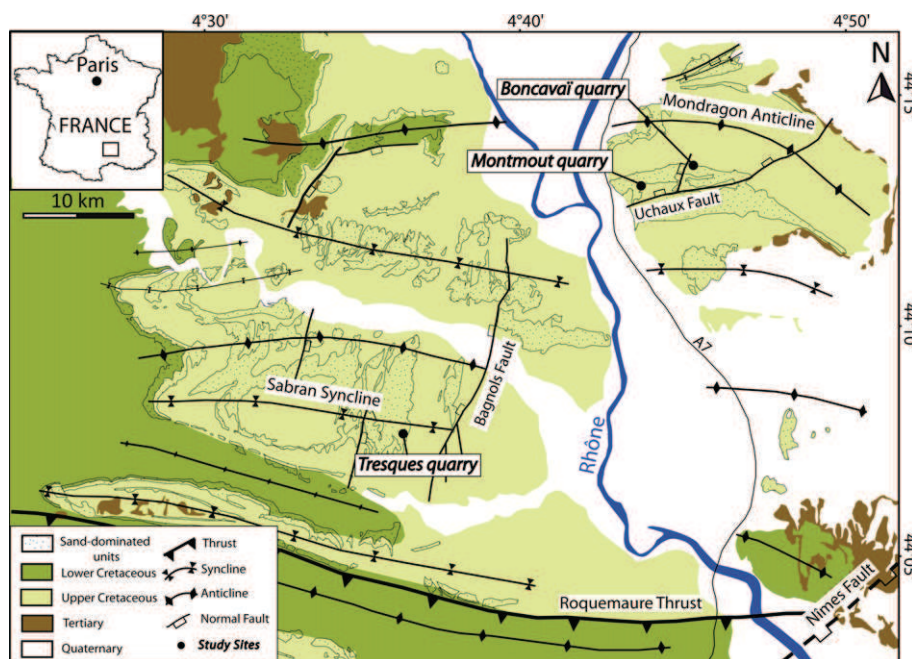 4°30'
4°40'
4°50'
Paris
FRANCE
10 km
N
44°15
44°10
44°05
Boncavaï quarry
Mondragon Anticline
Montmout quarry
Uchaux Fault
A7
Bagnols Fault
Sabran Syncline
Tresques quarry
Rhône
Roquemaure Thrust
Nîmes Fault
Sand-dominated
units
Lower Cretaceous
Upper Cretaceous
Tertiary
Quaternary
Thrust
Syncline
Anticline
Normal Fault
Study Sites